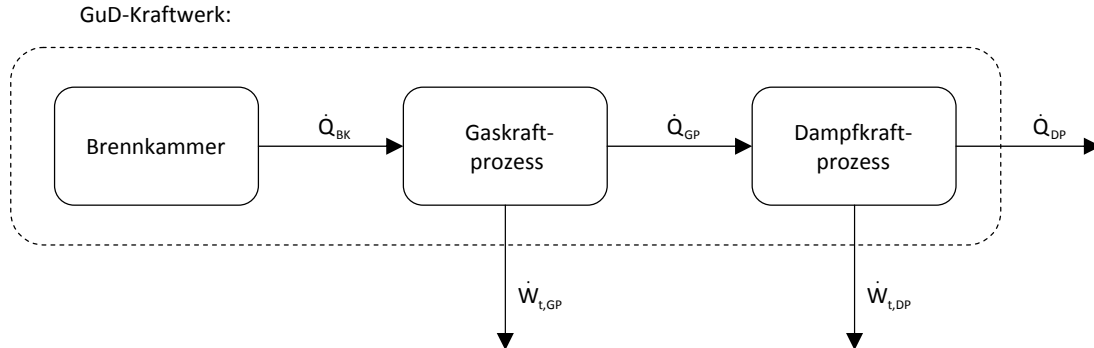 GuD-Kraftwerk:
Brennkammer
Q̇BK
Gaskraft-
prozess
Q̇GP
Dampfkraft-
prozess
Q̇DP
Ẇt,GP
Ẇt,DP